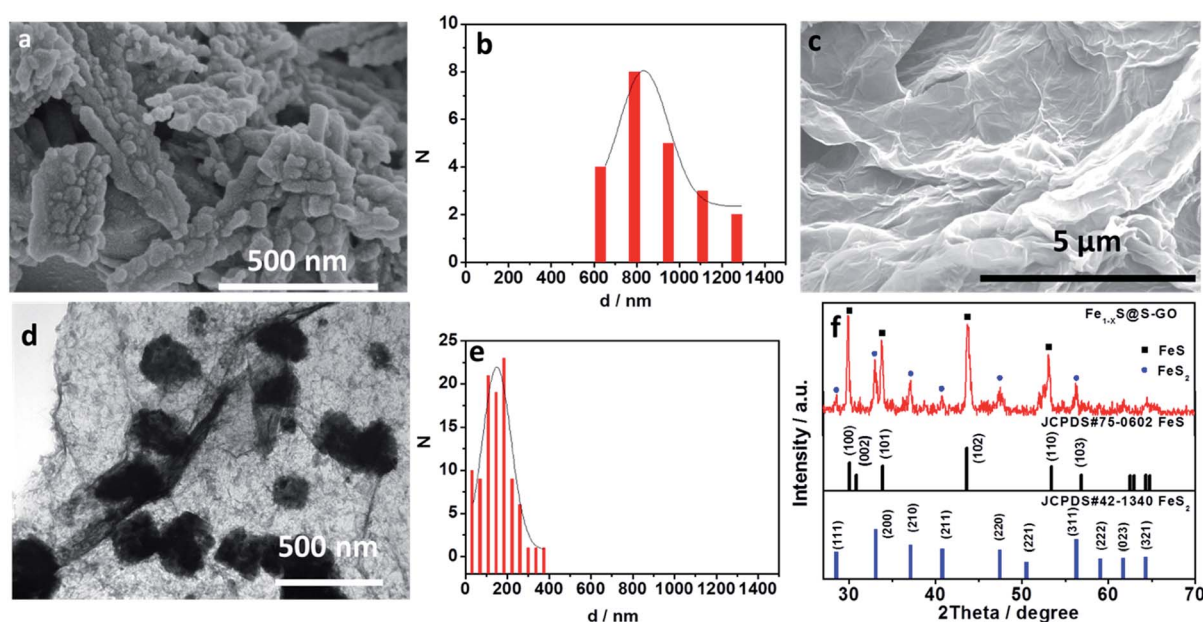 a
500 nm
b
10
8
6
4
2
0
N
0 200 400 600 800 1000 1400
d / nm
c
5 μm
d
500 nm
e
25
20
15
10
5
0
N
0 200 400 600 800 1000 1400
d / nm
f
Fe1-XS@S-GO
FeS
FeS2
JCPDS#75-0602 FeS
(100)
(002)
(101)
(102)
(110)
(103)
JCPDS#42-1340 FeS2
(111)
(200)
(210)
(211)
(220)
(221)
(311)
(222)
(023)
(321)
Intensity / a.u.
30 40 50 60 70
2Theta / degree